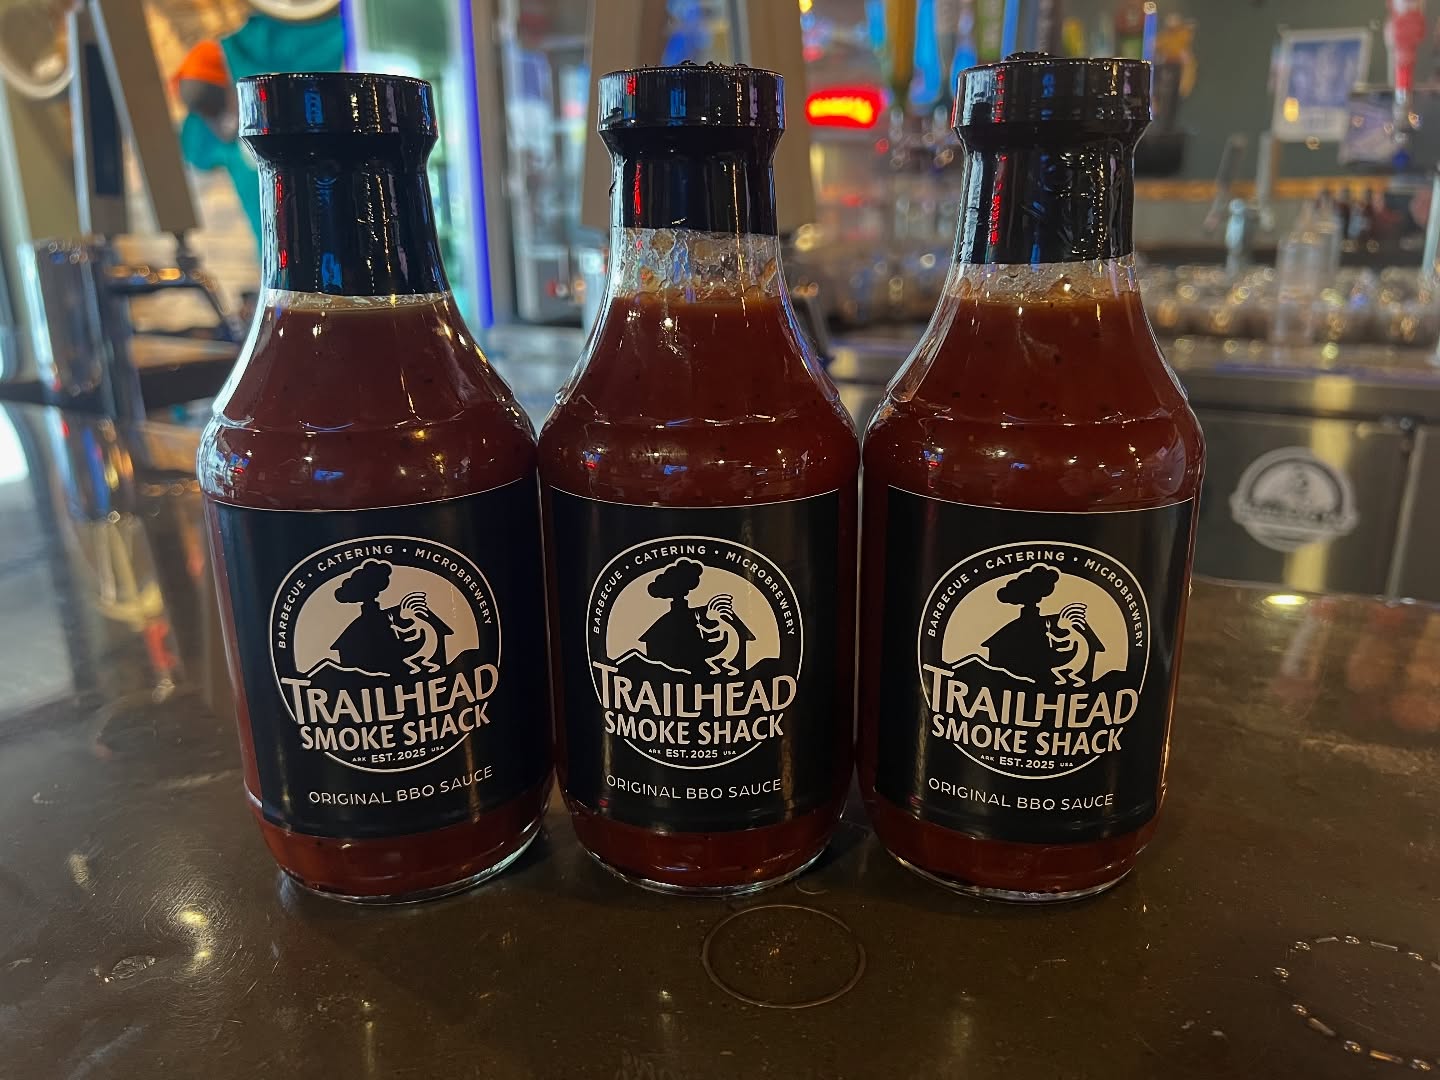 BARBECUE • CATERING • MICROBREWERY
TRAILHEAD
SMOKE SHACK
ARK EST. 2025 USA
ORIGINAL BBQ SAUCE
BARBECUE • CATERING • MICROBREWERY
TRAILHEAD
SMOKE SHACK
ARK EST. 2025 USA
ORIGINAL BBQ SAUCE
BARBECUE • CATERING • MICROBREWERY
TRAILHEAD
SMOKE SHACK
ARK EST. 2025 USA
ORIGINAL BBQ SAUCE